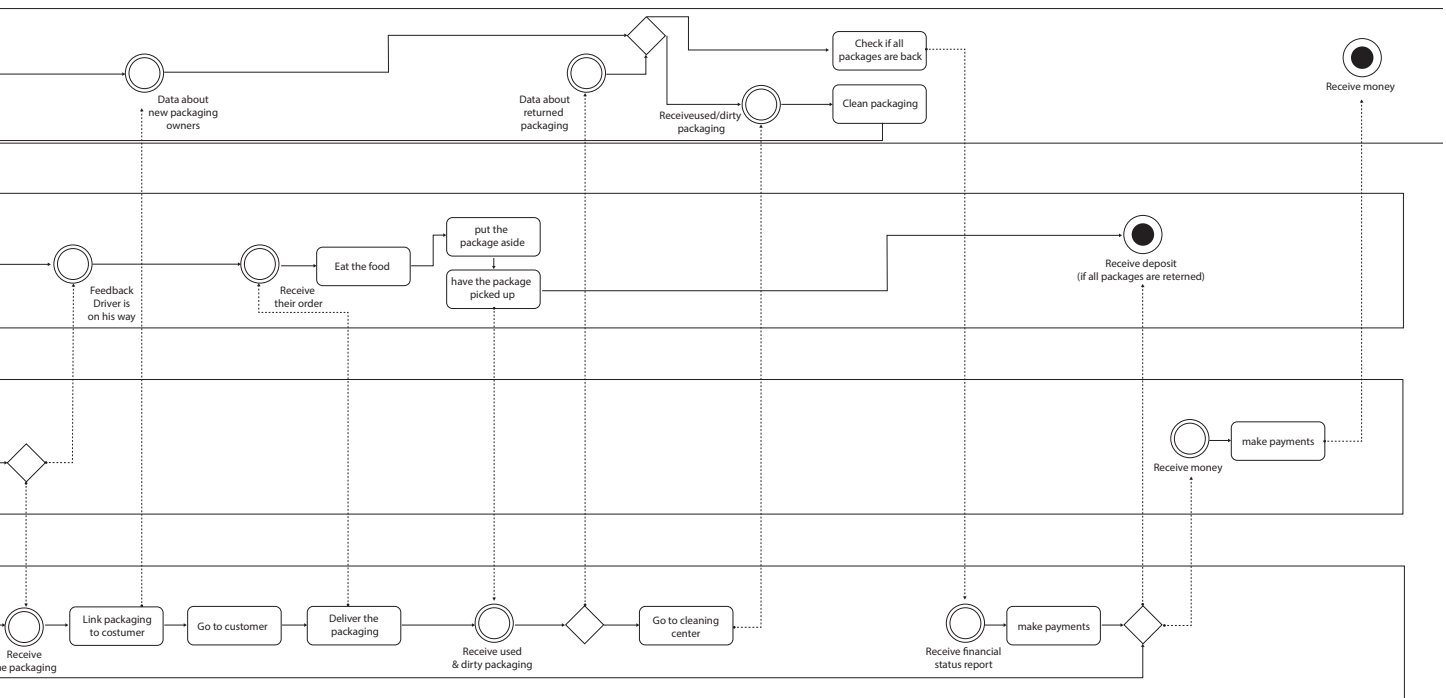 Data about
new packaging
owners
Data about
returned
packaging
Receiveused/dirty
packaging
Check if all
packages are back
Clean packaging
Receive money
Feedback
Driver is
on his way
Receive
their order
Eat the food
put the
package aside
have the package
picked up
Receive deposit
(if all packages are reterned)
Receive money
make payments
Receive
packaging
Link packaging
to costumer
Go to customer
Deliver the
packaging
Receive used
& dirty packaging
Go to cleaning
center
Receive financial
status report
make payments